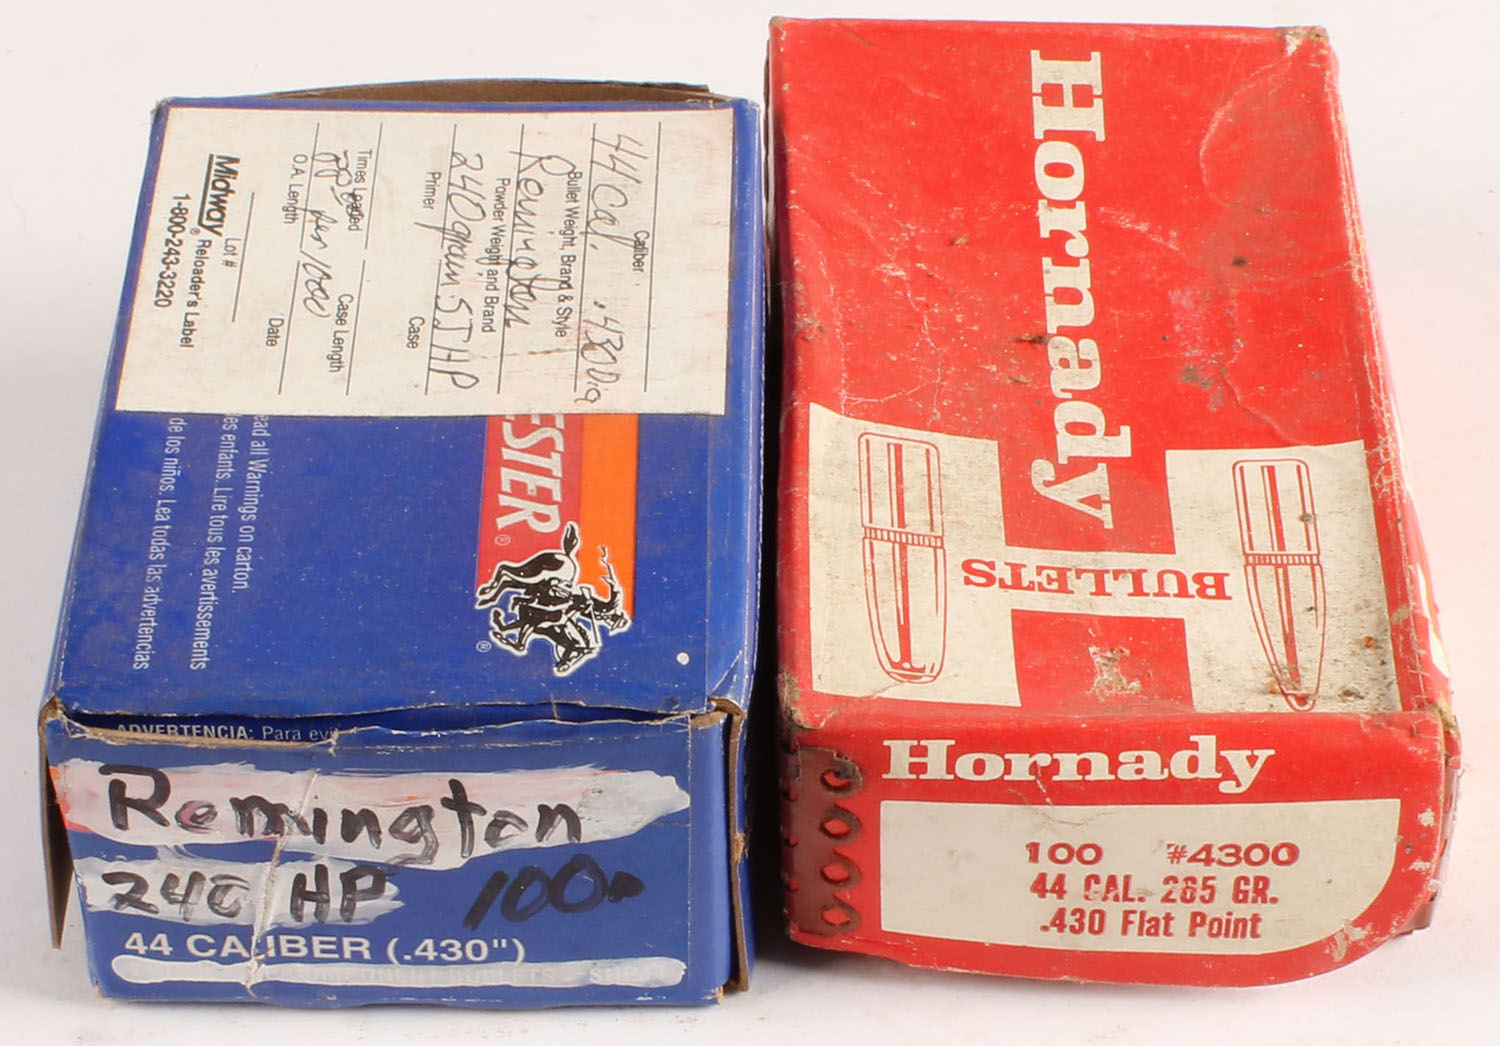 Caliber
44 Cal. .430 Dia
Bullet Weight, Brand & Style
Remington
Powder Weight and Brand
240 grain SJHP
Primer Case
Times Loaded Case Length
per 1000
O.A. Length
Lot # Date
Midway® Reloader's Label
1-800-243-3220
ESTER®
®
ead all Warnings on carton.
es enfants. Lire tous les avertissements
de los niños. Lea todas las advertencias
ADVERTENCIA: Para evi
Remington
240 HP 100
44 CALIBER (.430")
Hornady
BULLETS
Hornady
100 #4300
44 CAL. 265 GR.
.430 Flat Point